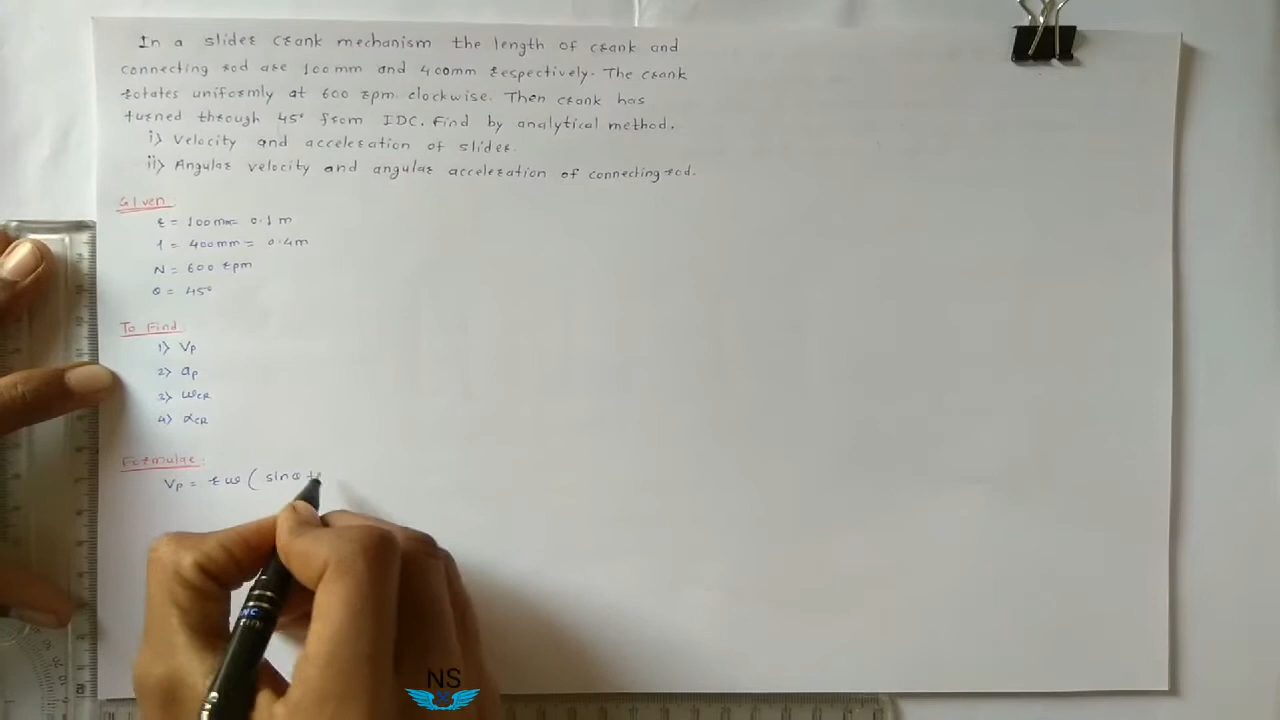 In a slider crank mechanism the length of crank and
connecting rod are 100mm and 400mm respectively. The crank
rotates uniformly at 600 rpm clockwise. Then crank has
turned through 45° from IDC. Find by analytical method.
i) Velocity and acceleration of slider.
ii) Angular velocity and angular acceleration of connecting rod.
Given
r = 100mm = 0.1 m
l = 400mm = 0.4m
N = 600 rpm
θ = 45°
To Find
1) Vp
2) ap
3) ωCR
4) αCR
Formulae:
Vp = rω ( sinθ +
NS